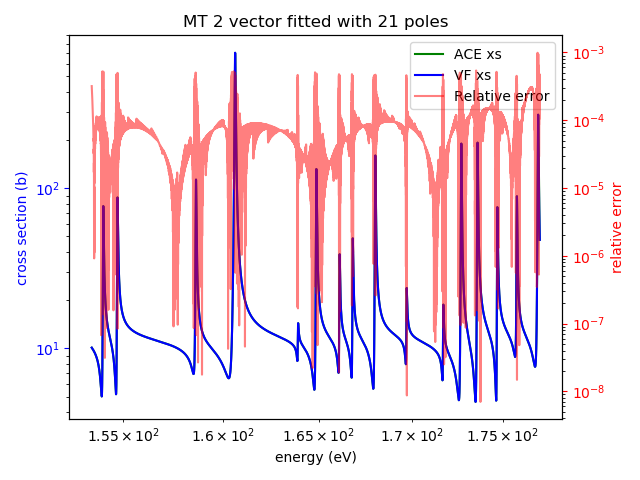 MT 2 vector fitted with 21 poles
ACE xs
VF xs
Relative error
cross section (b)
10²
10¹
relative error
10⁻³
10⁻⁴
10⁻⁵
10⁻⁶
10⁻⁷
10⁻⁸
1.55 × 10² 1.6 × 10² 1.65 × 10² 1.7 × 10² 1.75 × 10²
energy (eV)